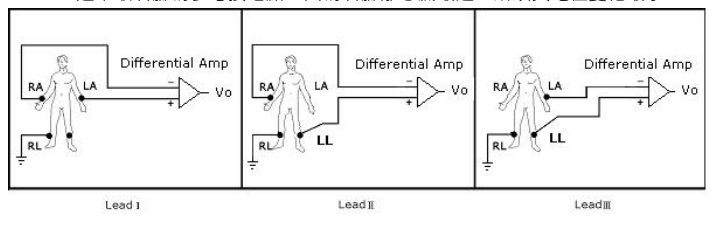 Differential Amp
RA
LA
−
+
Vo
RL
Differential Amp
RA
LA
−
+
Vo
RL
LL
Differential Amp
RA
LA
−
+
Vo
RL
LL
Lead Ⅰ
Lead Ⅱ
Lead Ⅲ